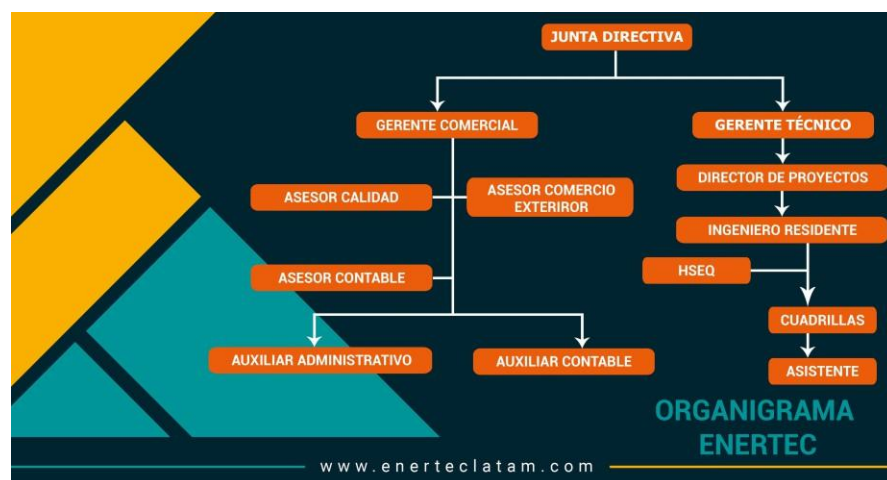 JUNTA DIRECTIVA
GERENTE COMERCIAL
GERENTE TÉCNICO
DIRECTOR DE PROYECTOS
ASESOR CALIDAD
ASESOR COMERCIO
EXTERIROR
INGENIERO RESIDENTE
ASESOR CONTABLE
HSEQ
CUADRILLAS
AUXILIAR ADMINISTRATIVO
AUXILIAR CONTABLE
ASISTENTE
ORGANIGRAMA
ENERTEC
www.enerteclatam.com